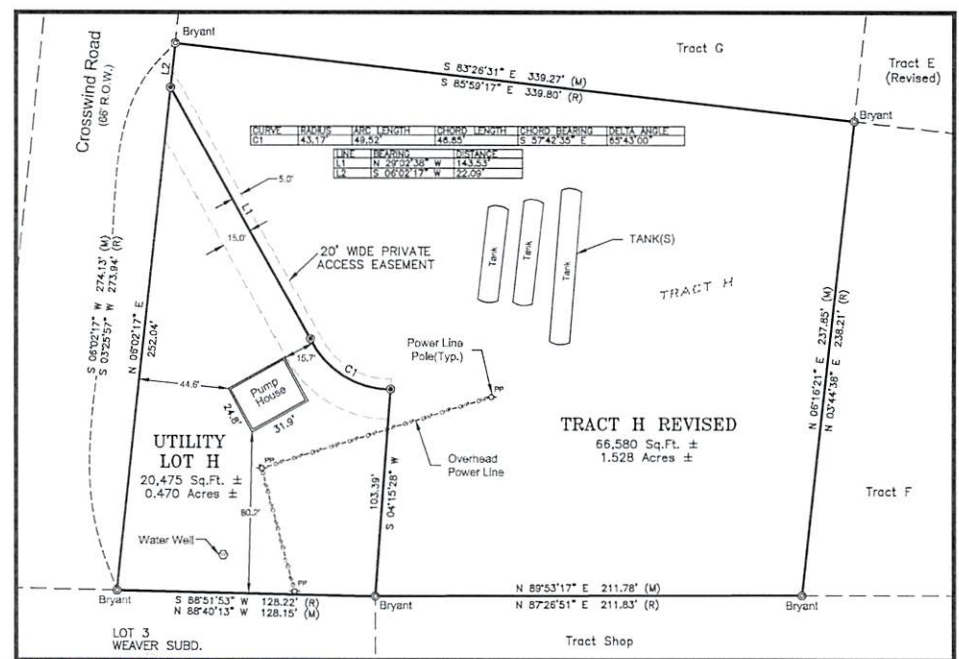 Bryant
Crosswind Road
(66' R.O.W.)
L2
Tract G
S 83°26'31" E 339.27' (M)
S 85°59'17" E 339.80' (R)
Tract E
(Revised)
Bryant
CURVE RADIUS ARC LENGTH CHORD LENGTH CHORD BEARING DELTA ANGLE
C1 43.17' 49.52' 46.85' S 57°42'35" E 65°43'00"
LINE BEARING DISTANCE
L1 N 29°02'38" W 143.53'
L2 S 06°02'17" W 22.09'
5.0'
L1
15.0'
20' WIDE PRIVATE
ACCESS EASEMENT
Tank
Tank
Tank
TANK(S)
TRACT H
S 06°02'17" W 274.13' (M)
S 03°25'57" W 273.94' (R)
N 06°02'17" E
252.04'
N 06°16'21" E 237.85' (M)
N 03°44'38" E 238.21' (R)
15.7'
C1
Power Line
Pole(Typ.)
PP
44.6'
Pump
House
24.8'
31.9'
UTILITY
LOT H
20,475 Sq.Ft. ±
0.470 Acres ±
PP
Overhead
Power Line
TRACT H REVISED
66,580 Sq.Ft. ±
1.528 Acres ±
103.39'
S 04°15'28" W
Tract F
80.2'
Water Well
PP
Bryant
S 88°51'53" W 128.22' (R)
N 88°40'13" W 128.15' (M)
Bryant
N 89°53'17" E 211.78' (M)
N 87°26'51" E 211.83' (R)
Bryant
LOT 3
WEAVER SUBD.
Tract Shop